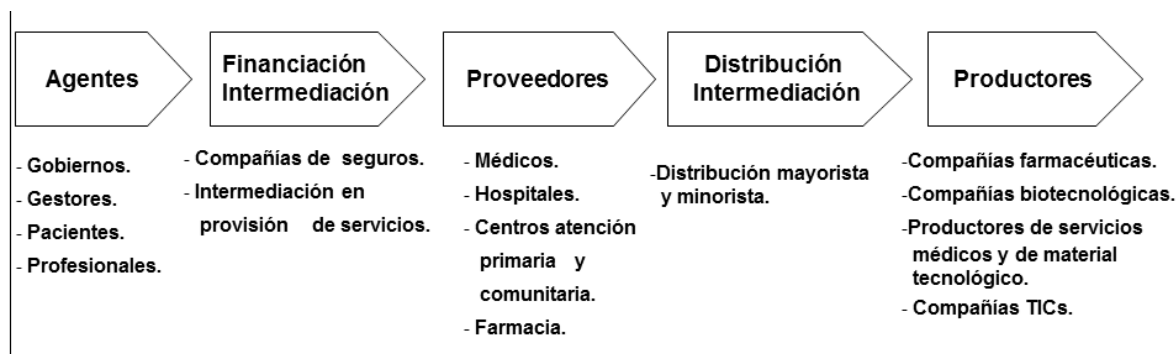 Agentes
- Gobiernos.
- Gestores.
- Pacientes.
- Profesionales.
Financiación
Intermediación
- Compañías de seguros.
- Intermediación en
provisión de servicios.
Proveedores
- Médicos.
- Hospitales.
- Centros atención
primaria y
comunitaria.
- Farmacia.
Distribución
Intermediación
-Distribución mayorista
y minorista.
Productores
-Compañías farmacéuticas.
-Compañías biotecnológicas.
-Productores de servicios
médicos y de material
tecnológico.
- Compañías TICs.